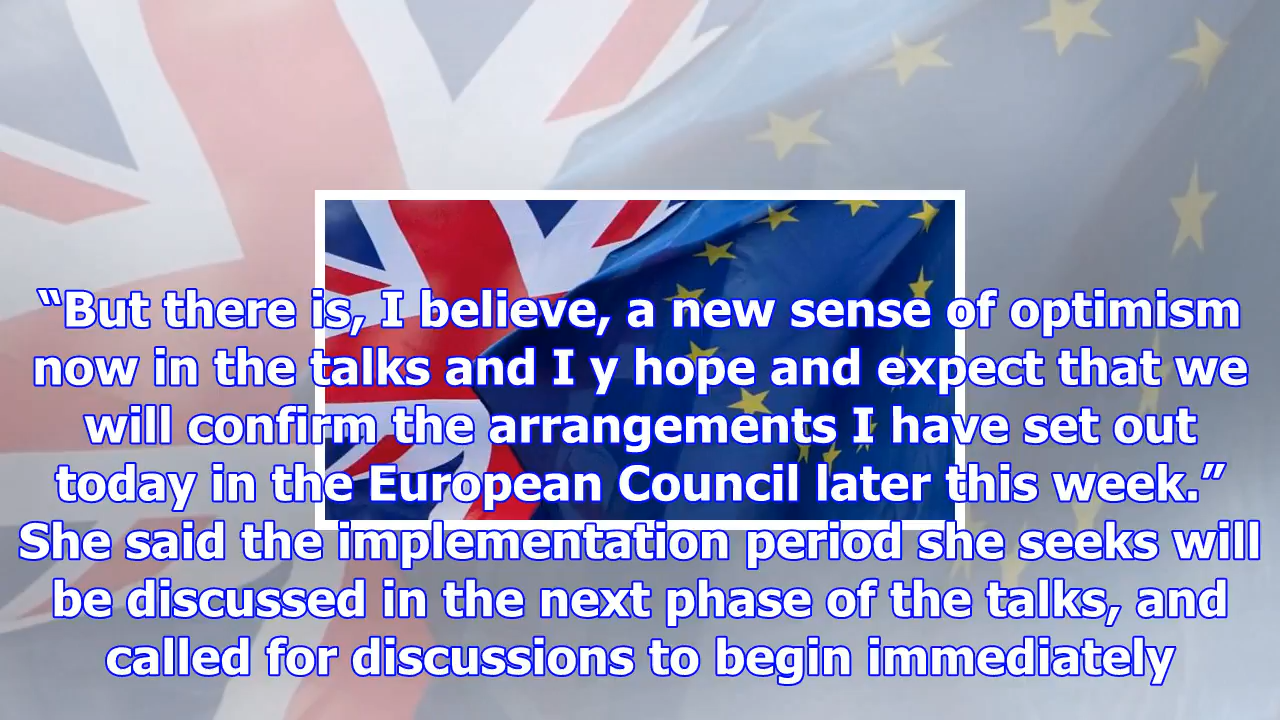 “But there is, I believe, a new sense of optimism
now in the talks and I y hope and expect that we
will confirm the arrangements I have set out
today in the European Council later this week.”
She said the implementation period she seeks will
be discussed in the next phase of the talks, and
called for discussions to begin immediately